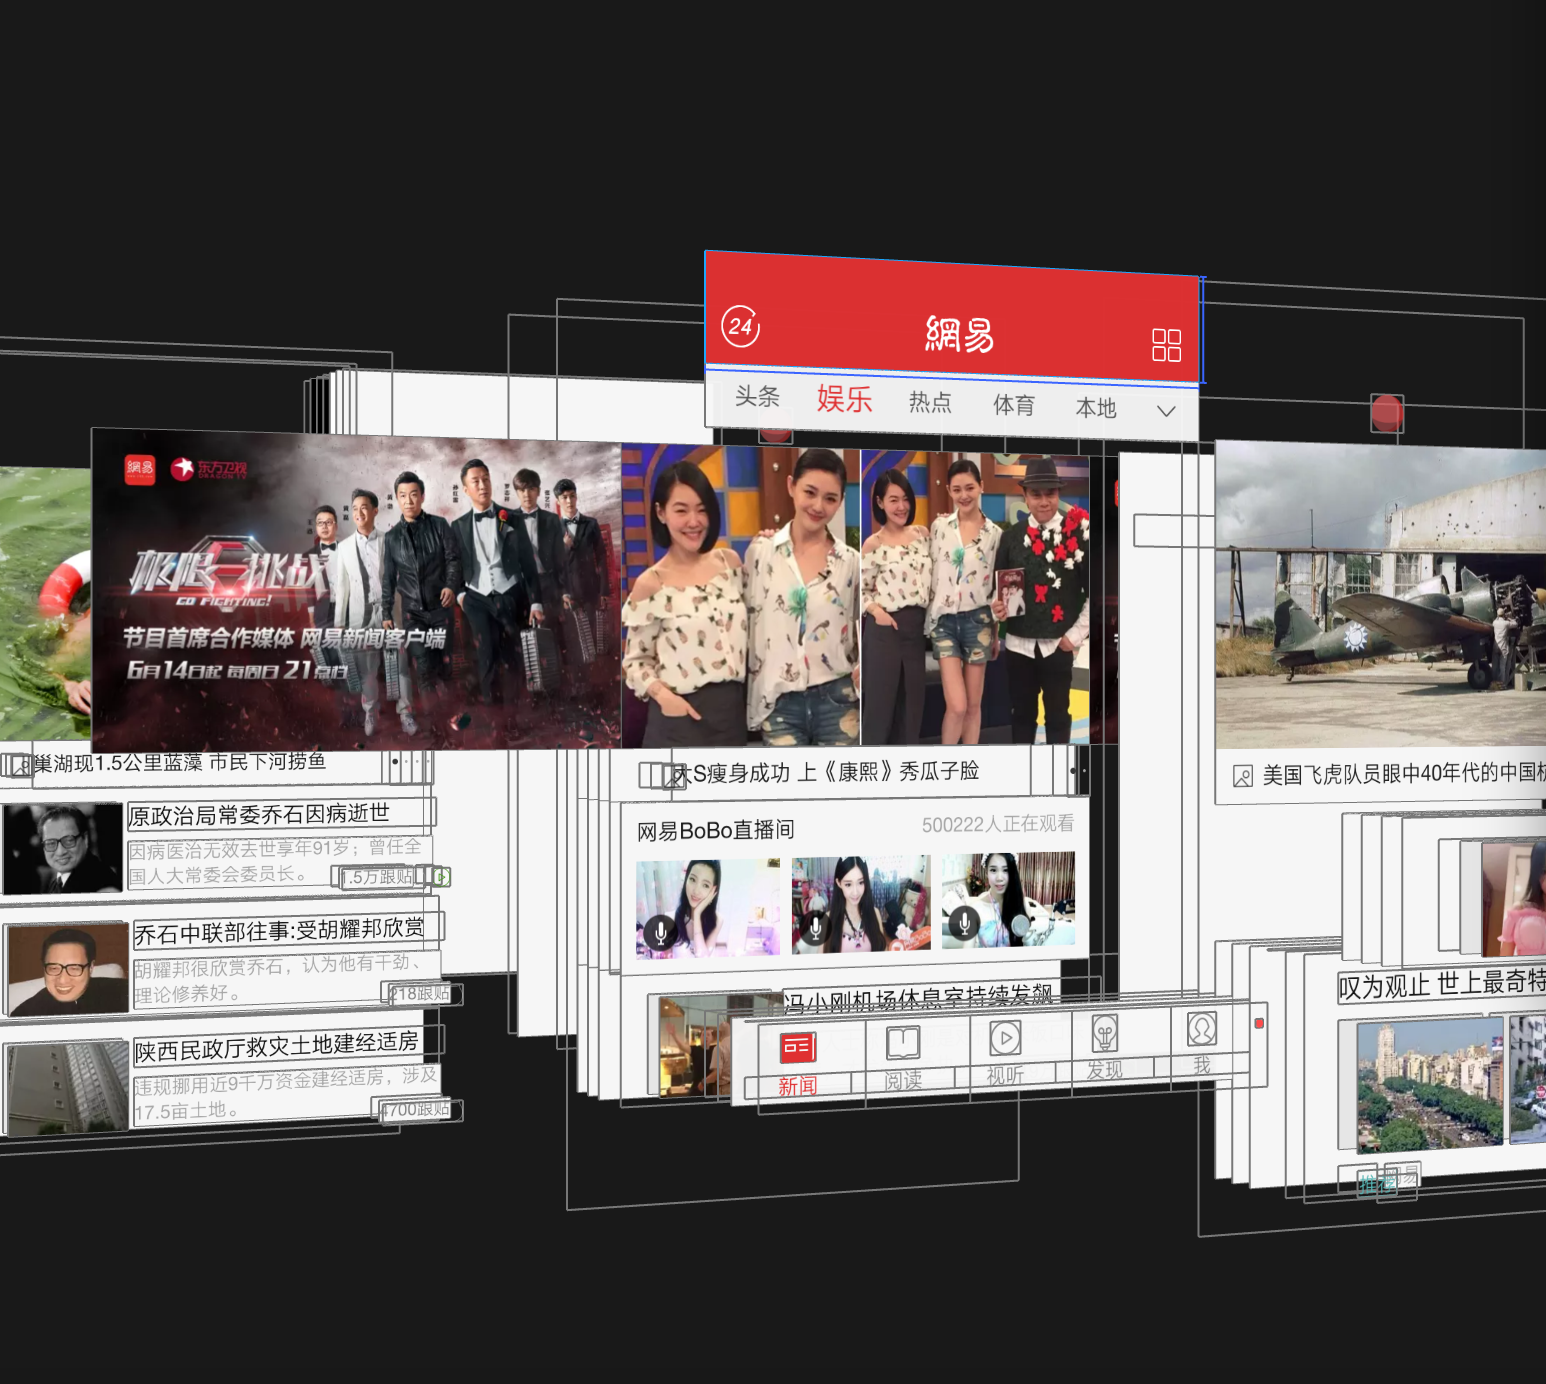 24
網易
头条 娱乐 热点 体育 本地
網易
东方卫视
DRAGON TV
极限挑战
GO FIGHTING!
节目首席合作媒体 网易新闻客户端
6月14日起 每周日 21点档
巢湖现1.5公里蓝藻 市民下河捞鱼
原政治局常委乔石因病逝世
因病医治无效去世享年91岁；曾任全
国人大常委会委员长。
1.5万跟贴
乔石中联部往事:受胡耀邦欣赏
胡耀邦很欣赏乔石，认为他有干劲、
理论修养好。
218跟贴
陕西民政厅救灾土地建经适房
违规挪用近9千万资金建经适房，涉及
17.5亩土地。
4700跟贴
大S瘦身成功 上《康熙》秀瓜子脸
网易BoBo直播间
500222人正在观看
冯小刚机场休息室持续发飙
新闻 阅读 视听 发现 我
美国飞虎队员眼中40年代的中国
叹为观止 世上最奇特
推荐
网易